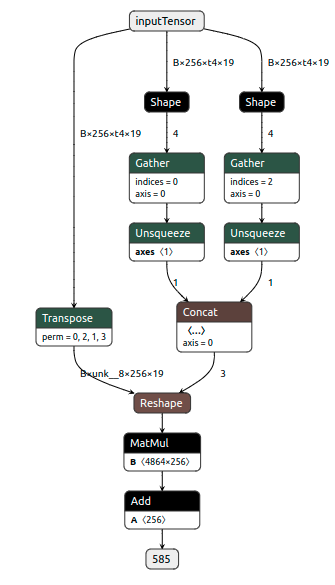 inputTensor
B×256×t4×19
B×256×t4×19
Shape
Shape
B×256×t4×19
4
4
Gather
indices = 0
axis = 0
Gather
indices = 2
axis = 0
Unsqueeze
axes 〈1〉
Unsqueeze
axes 〈1〉
1
1
Transpose
perm = 0, 2, 1, 3
Concat
〈...〉
axis = 0
B×unk__8×256×19
3
Reshape
MatMul
B 〈4864×256〉
Add
A 〈256〉
585